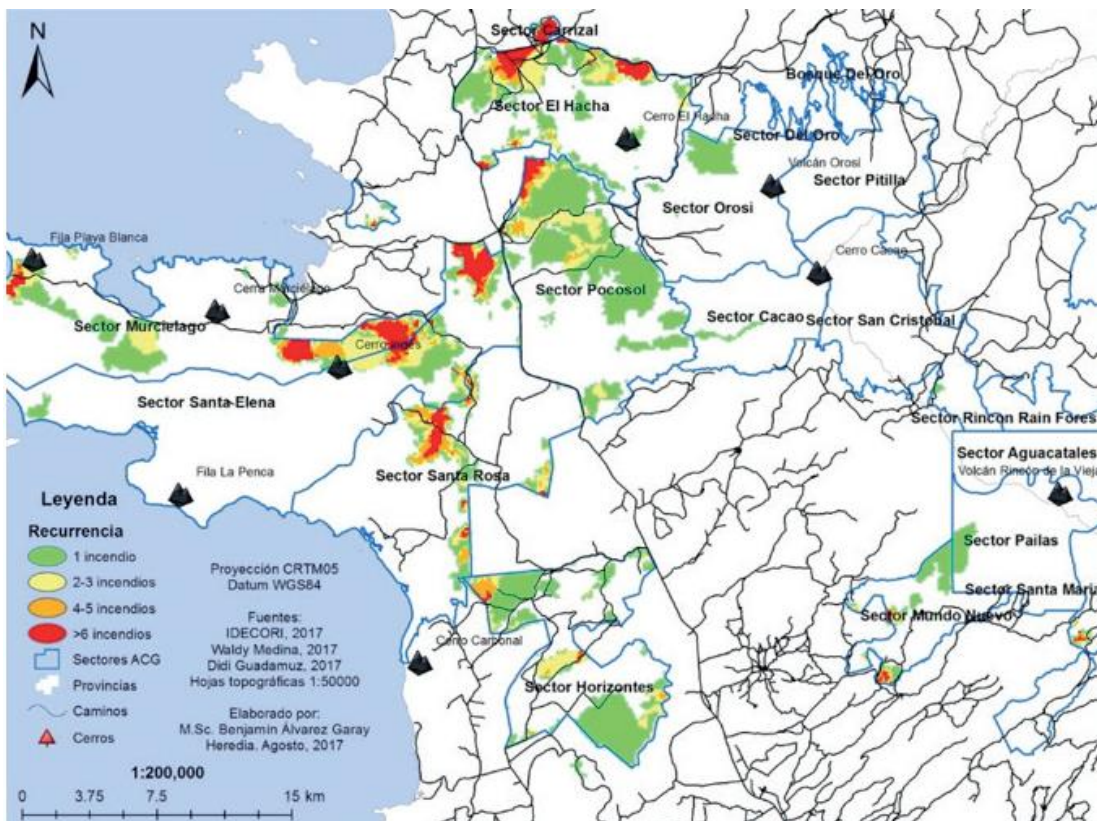 N
Sector Carrizal
Bosque Del Oro
Sector El Hacha
Cerro El Hacha
Sector Del Oro
Volcán Orosí
Sector Pitilla
Sector Orosi
Fila Playa Blanca
Cerro Cacao
Cerro Murciélago
Sector Pocosol
Sector Murcielago
Sector Cacao
Sector San Cristobal
Sector Santa-Elena
Sector Rincon Rain Fores
Sector Aguacatales
Fila La Penca
Sector Santa Rosa
Volcán Rincón de la Vieja
Sector Pailas
Sector Santa Maria
Sector Mundo Nuevo
Cerro Carbonal
Sector Horizontes
Leyenda
Recurrencia
1 incendio
2-3 incendios
4-5 incendios
>6 incendios
Sectores ACG
Provincias
Caminos
Cerros
Proyección CRTM05
Datum WGS84
Fuentes:
IDECORI, 2017
Waldy Medina, 2017
Didi Guadamuz, 2017
Hojas topográficas 1:50000
Elaborado por:
M.Sc. Benjamín Álvarez Garay
Heredia. Agosto, 2017
1:200,000
0 3.75 7.5 15 km